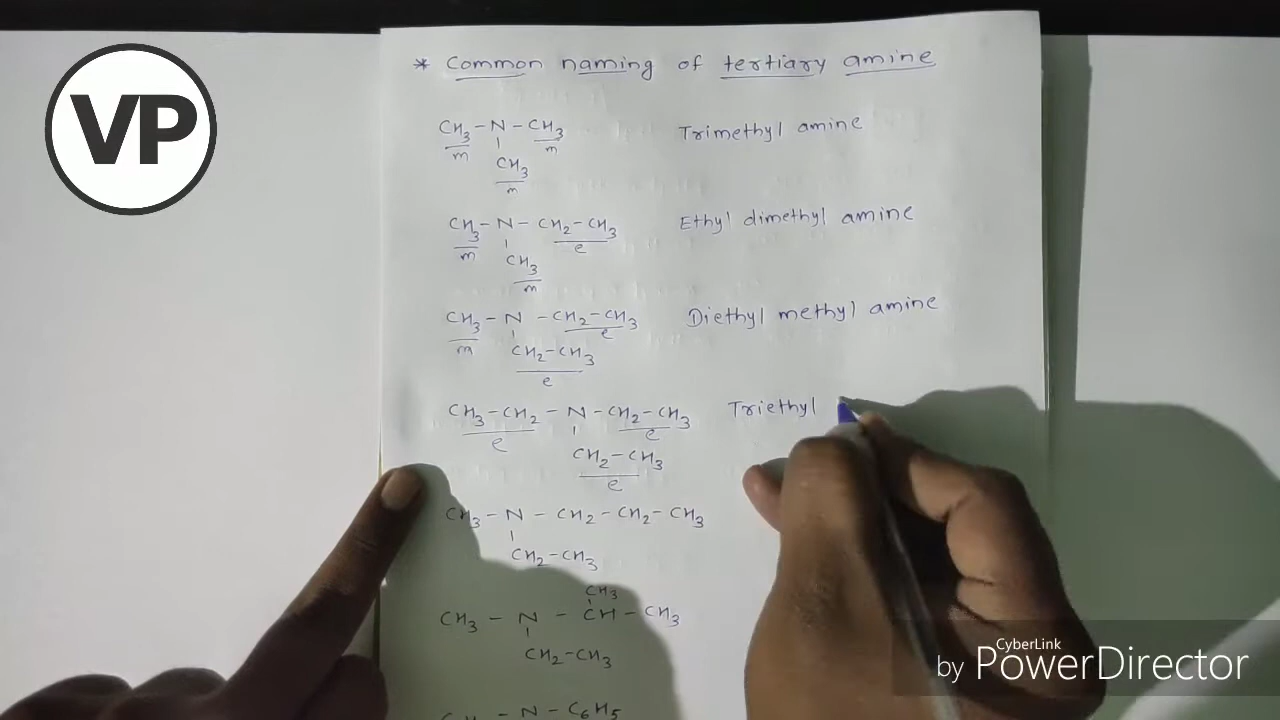 VP
* Common naming of tertiary amine
CH3 - N - CH3 Trimethyl amine
m m
CH3
m
CH3 - N - CH2 - CH3 Ethyl dimethyl amine
m e
CH3
m
CH3 - N - CH2 - CH3 Diethyl methyl amine
m e
CH2 - CH3
e
CH3 - CH2 - N - CH2 - CH3 Triethyl
e e
CH2 - CH3
e
CH3 - N - CH2 - CH2 - CH3
CH2 - CH3
CH3
CH3 - N - CH - CH3
CH2 - CH3
CH3 - N - C6H5
CyberLink
by PowerDirector